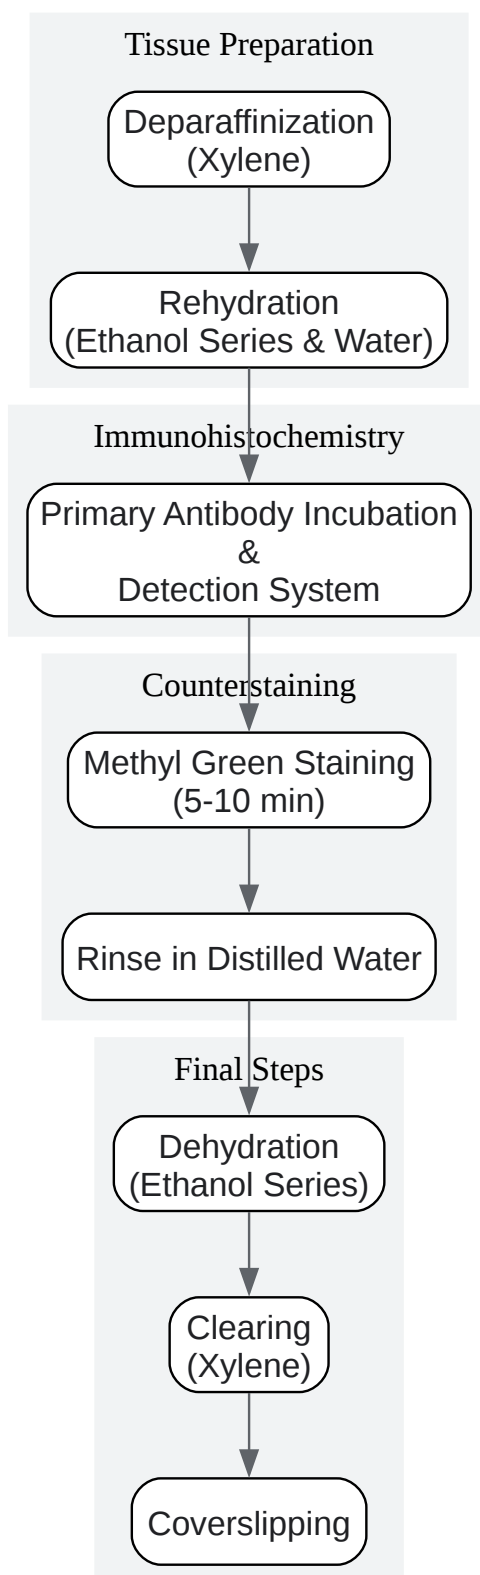 Tissue Preparation
Deparaffinization
(Xylene)
Rehydration
(Ethanol Series & Water)
Immunohistochemistry
Primary Antibody Incubation
&
Detection System
Counterstaining
Methyl Green Staining
(5-10 min)
Rinse in Distilled Water
Final Steps
Dehydration
(Ethanol Series)
Clearing
(Xylene)
Coverslipping